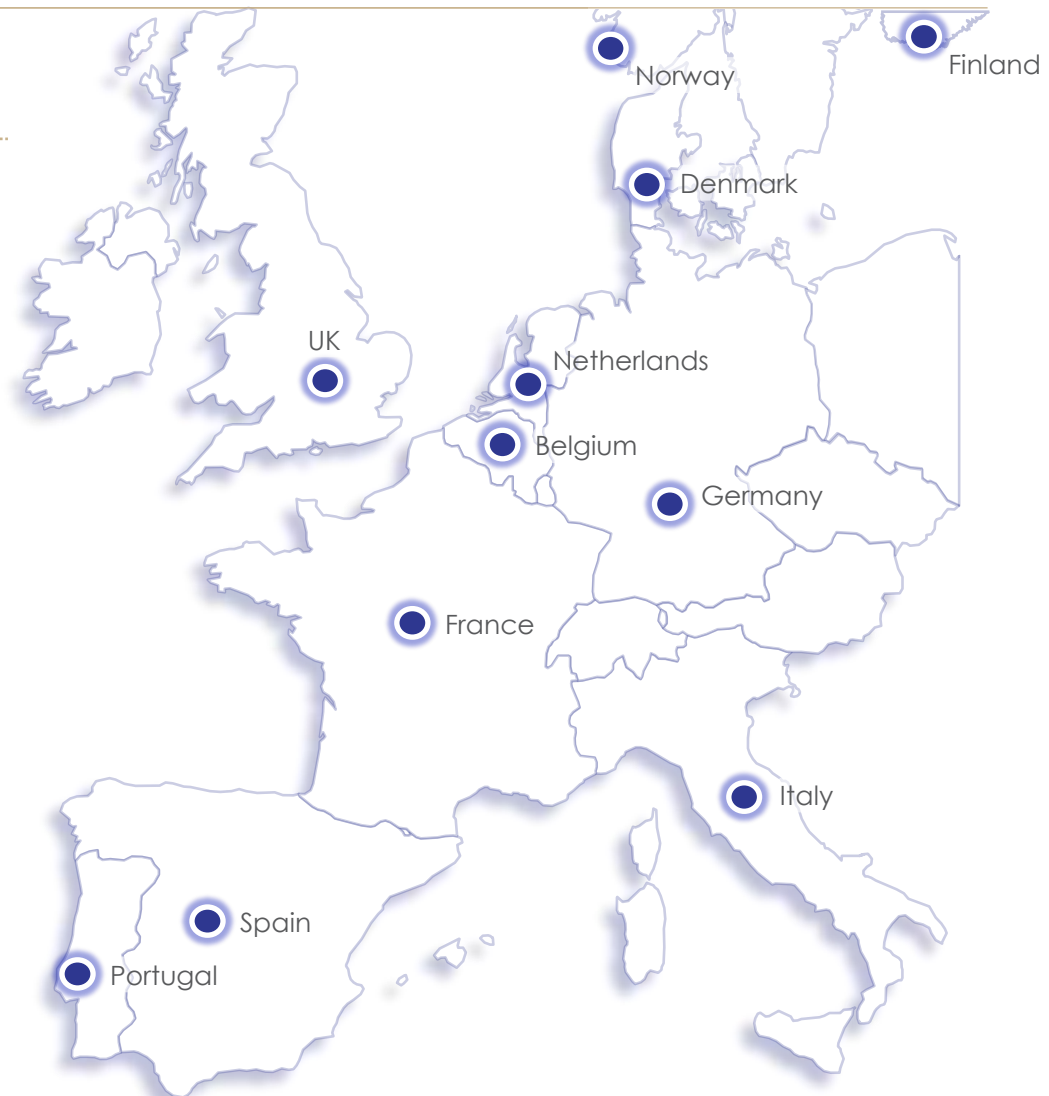 Finland
Norway
Denmark
UK
Netherlands
Belgium
Germany
France
Italy
Spain
Portugal